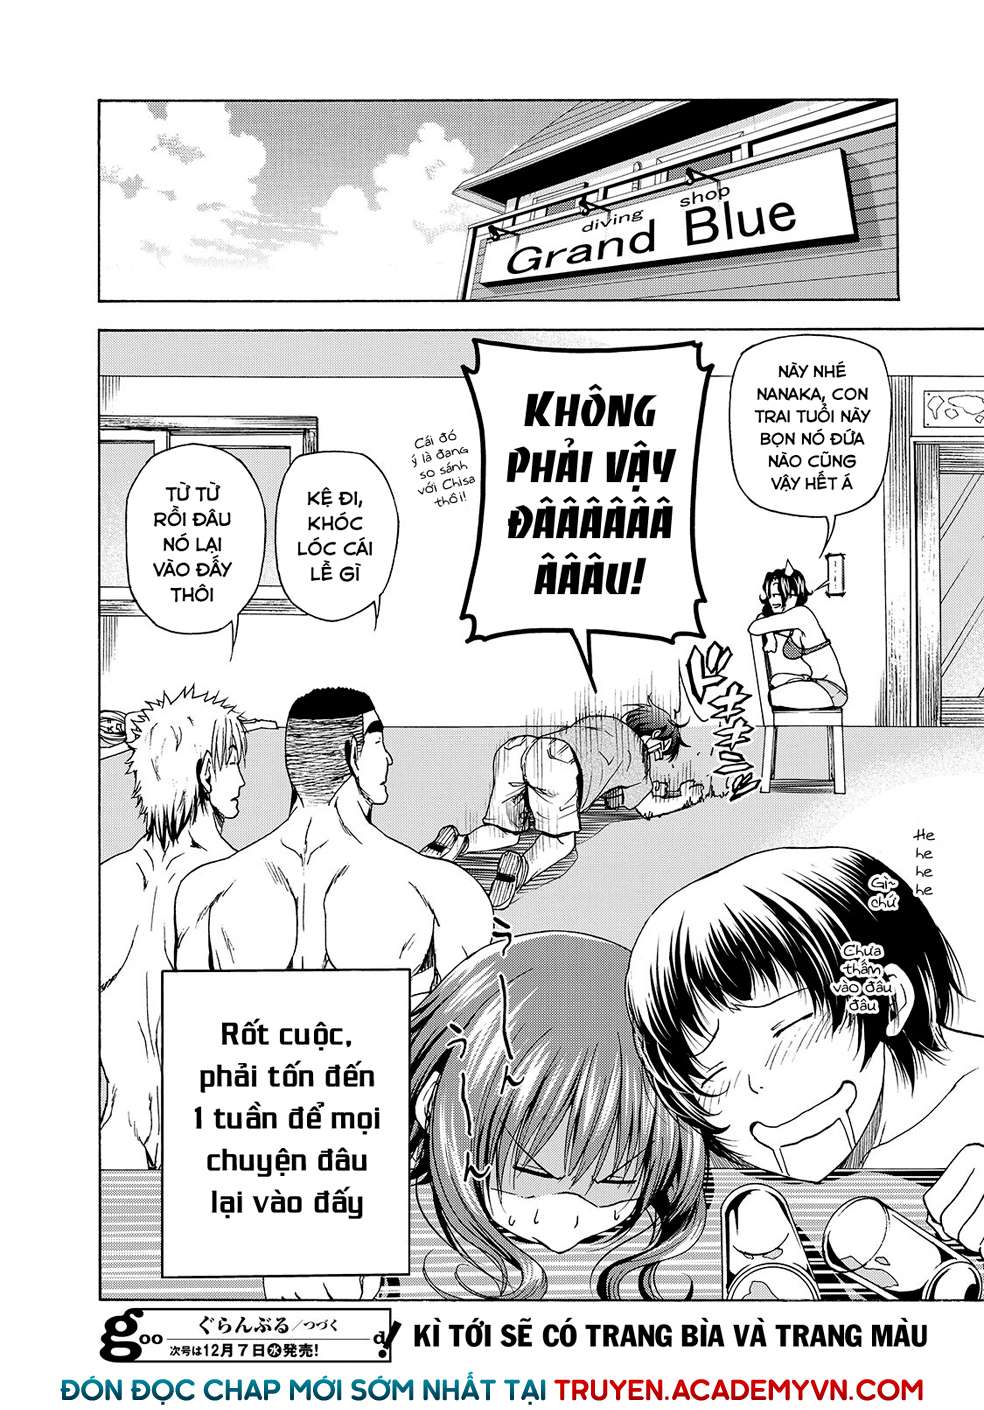 diving shop
Grand Blue
NÀY NHÉ
NANAKA, CON
TRAI TUỔI NÀY
BỌN NÓ ĐỨA
NÀO CŨNG
VẬY HẾT Á
KHÔNG
PHẢI VẬY
ĐÂÂÂÂÂÂ
ÂÂÂU!
Cái đó
ý là đang
so sánh
với Chisa
thôi!
KỆ ĐI,
KHÓC
LÓC CÁI
LỀ GÌ
TỪ TỪ
RỒI ĐÂU
NÓ LẠI
VÀO ĐẤY
THÔI
He
he
he
he
Gì~
chứ
Chưa
thấm
vào đâu
đâu
Rốt cuộc,
phải tốn đến
1 tuần để mọi
chuyện đâu
lại vào đấy
goo d!
ぐらんぶる／つづく
次号は12月7日㊌発売!
KÌ TỚI SẼ CÓ TRANG BÌA VÀ TRANG MÀU
ĐÓN ĐỌC CHAP MỚI SỚM NHẤT TẠI TRUYEN.ACADEMYVN.COM